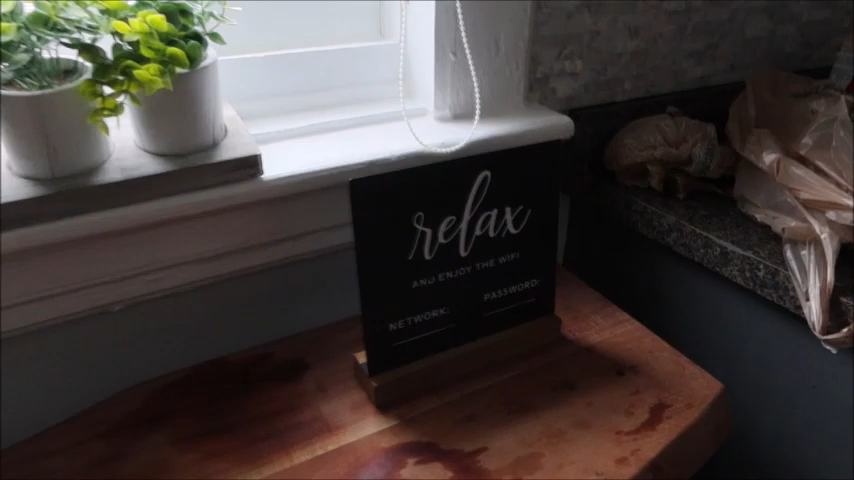 relax
AND ENJOY THE WIFI
NETWORK:
PASSWORD: